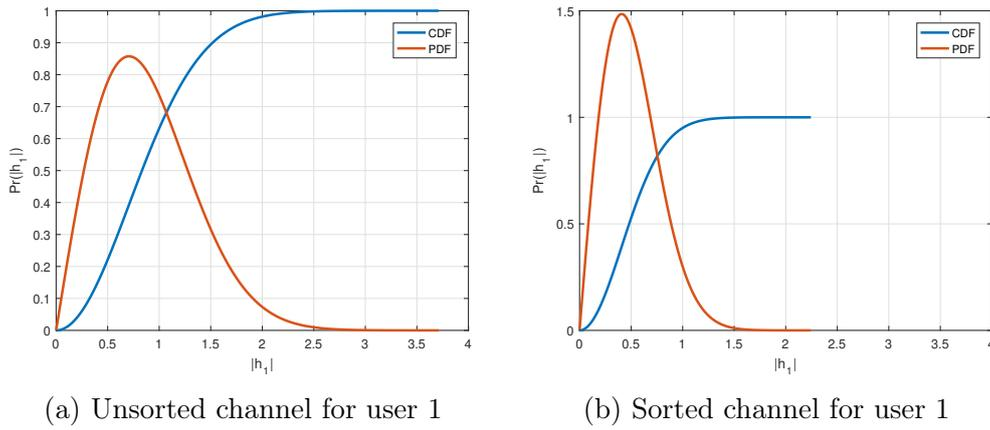 1
0.9
0.8
0.7
0.6
0.5
0.4
0.3
0.2
0.1
0
Pr(|h1|)
CDF
PDF
0 0.5 1 1.5 2 2.5 3 3.5 4
|h1|
(a) Unsorted channel for user 1
1.5
1
0.5
0
Pr(|h1|)
CDF
PDF
0 0.5 1 1.5 2 2.5 3 3.5 4
|h1|
(b) Sorted channel for user 1